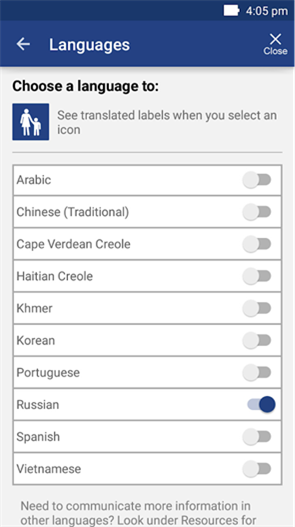 4:05 pm
Languages
Close
Choose a language to:
See translated labels when you select an
icon
Arabic
Chinese (Traditional)
Cape Verdean Creole
Haitian Creole
Khmer
Korean
Portuguese
Russian
Spanish
Vietnamese
Need to communicate more information in
other languages? Look under Resources for